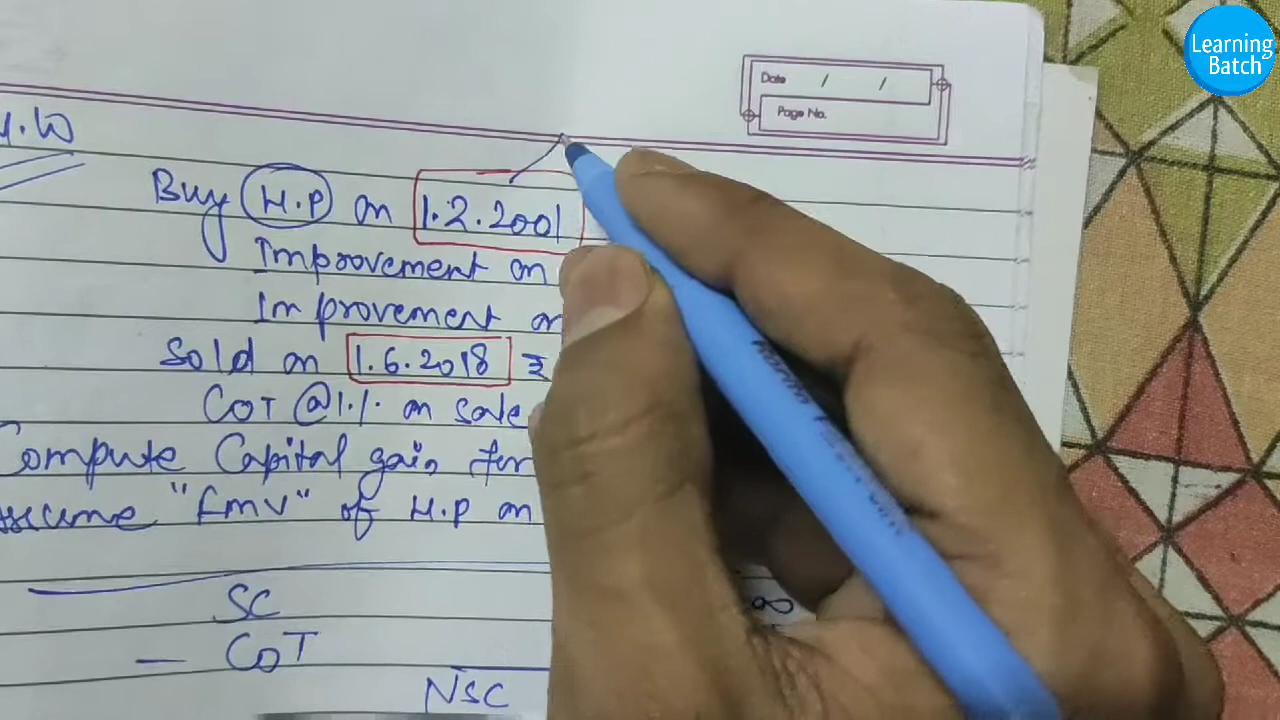 Learning
Batch
Date / /
Page No.
H.W
Buy H.P on 1.2.2001
Improvement on
Improvement on
Sold on 1.6.2018 ₹
COT @1.%. on sale
Compute Capital gain for
Assume "FMV" of H.P on
SC
8
— COT
NSC